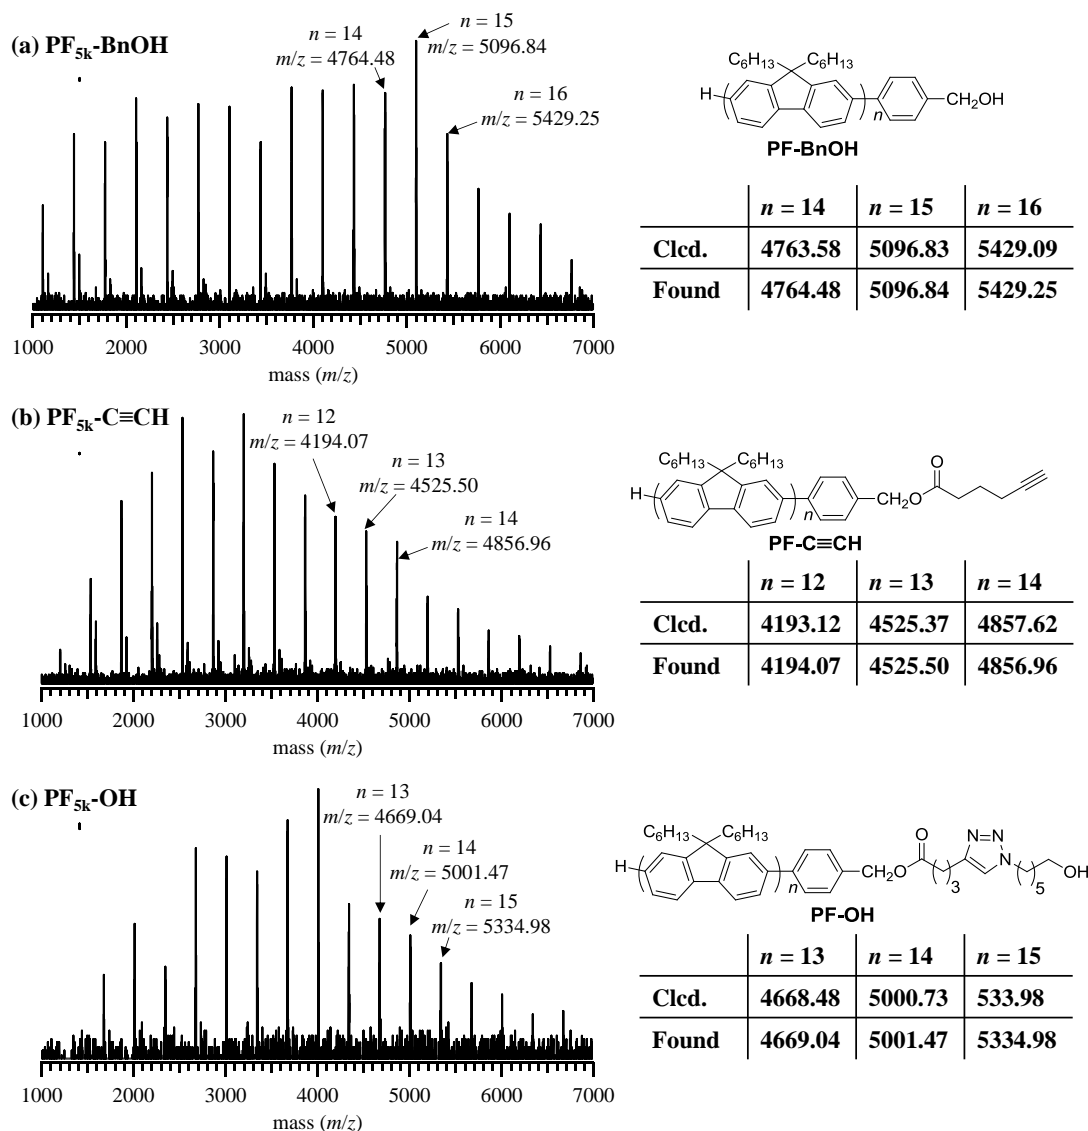 (a) PF5k-BnOH
n = 14
m/z = 4764.48
n = 15
m/z = 5096.84
n = 16
m/z = 5429.25
1000 2000 3000 4000 5000 6000 7000
mass (m/z)
C6H13 C6H13
H
n
CH2OH
PF-BnOH
n = 14 n = 15 n = 16
Clcd. 4763.58 5096.83 5429.09
Found 4764.48 5096.84 5429.25
(b) PF5k-C≡CH
n = 12
m/z = 4194.07
n = 13
m/z = 4525.50
n = 14
m/z = 4856.96
1000 2000 3000 4000 5000 6000 7000
mass (m/z)
C6H13 C6H13
O
H
n
CH2O
PF-C≡CH
n = 12 n = 13 n = 14
Clcd. 4193.12 4525.37 4857.62
Found 4194.07 4525.50 4856.96
(c) PF5k-OH
n = 13
m/z = 4669.04
n = 14
m/z = 5001.47
n = 15
m/z = 5334.98
1000 2000 3000 4000 5000 6000 7000
mass (m/z)
C6H13 C6H13
O
N=N
N
H
n
CH2O
3
5
OH
PF-OH
n = 13 n = 14 n = 15
Clcd. 4668.48 5000.73 533.98
Found 4669.04 5001.47 5334.98